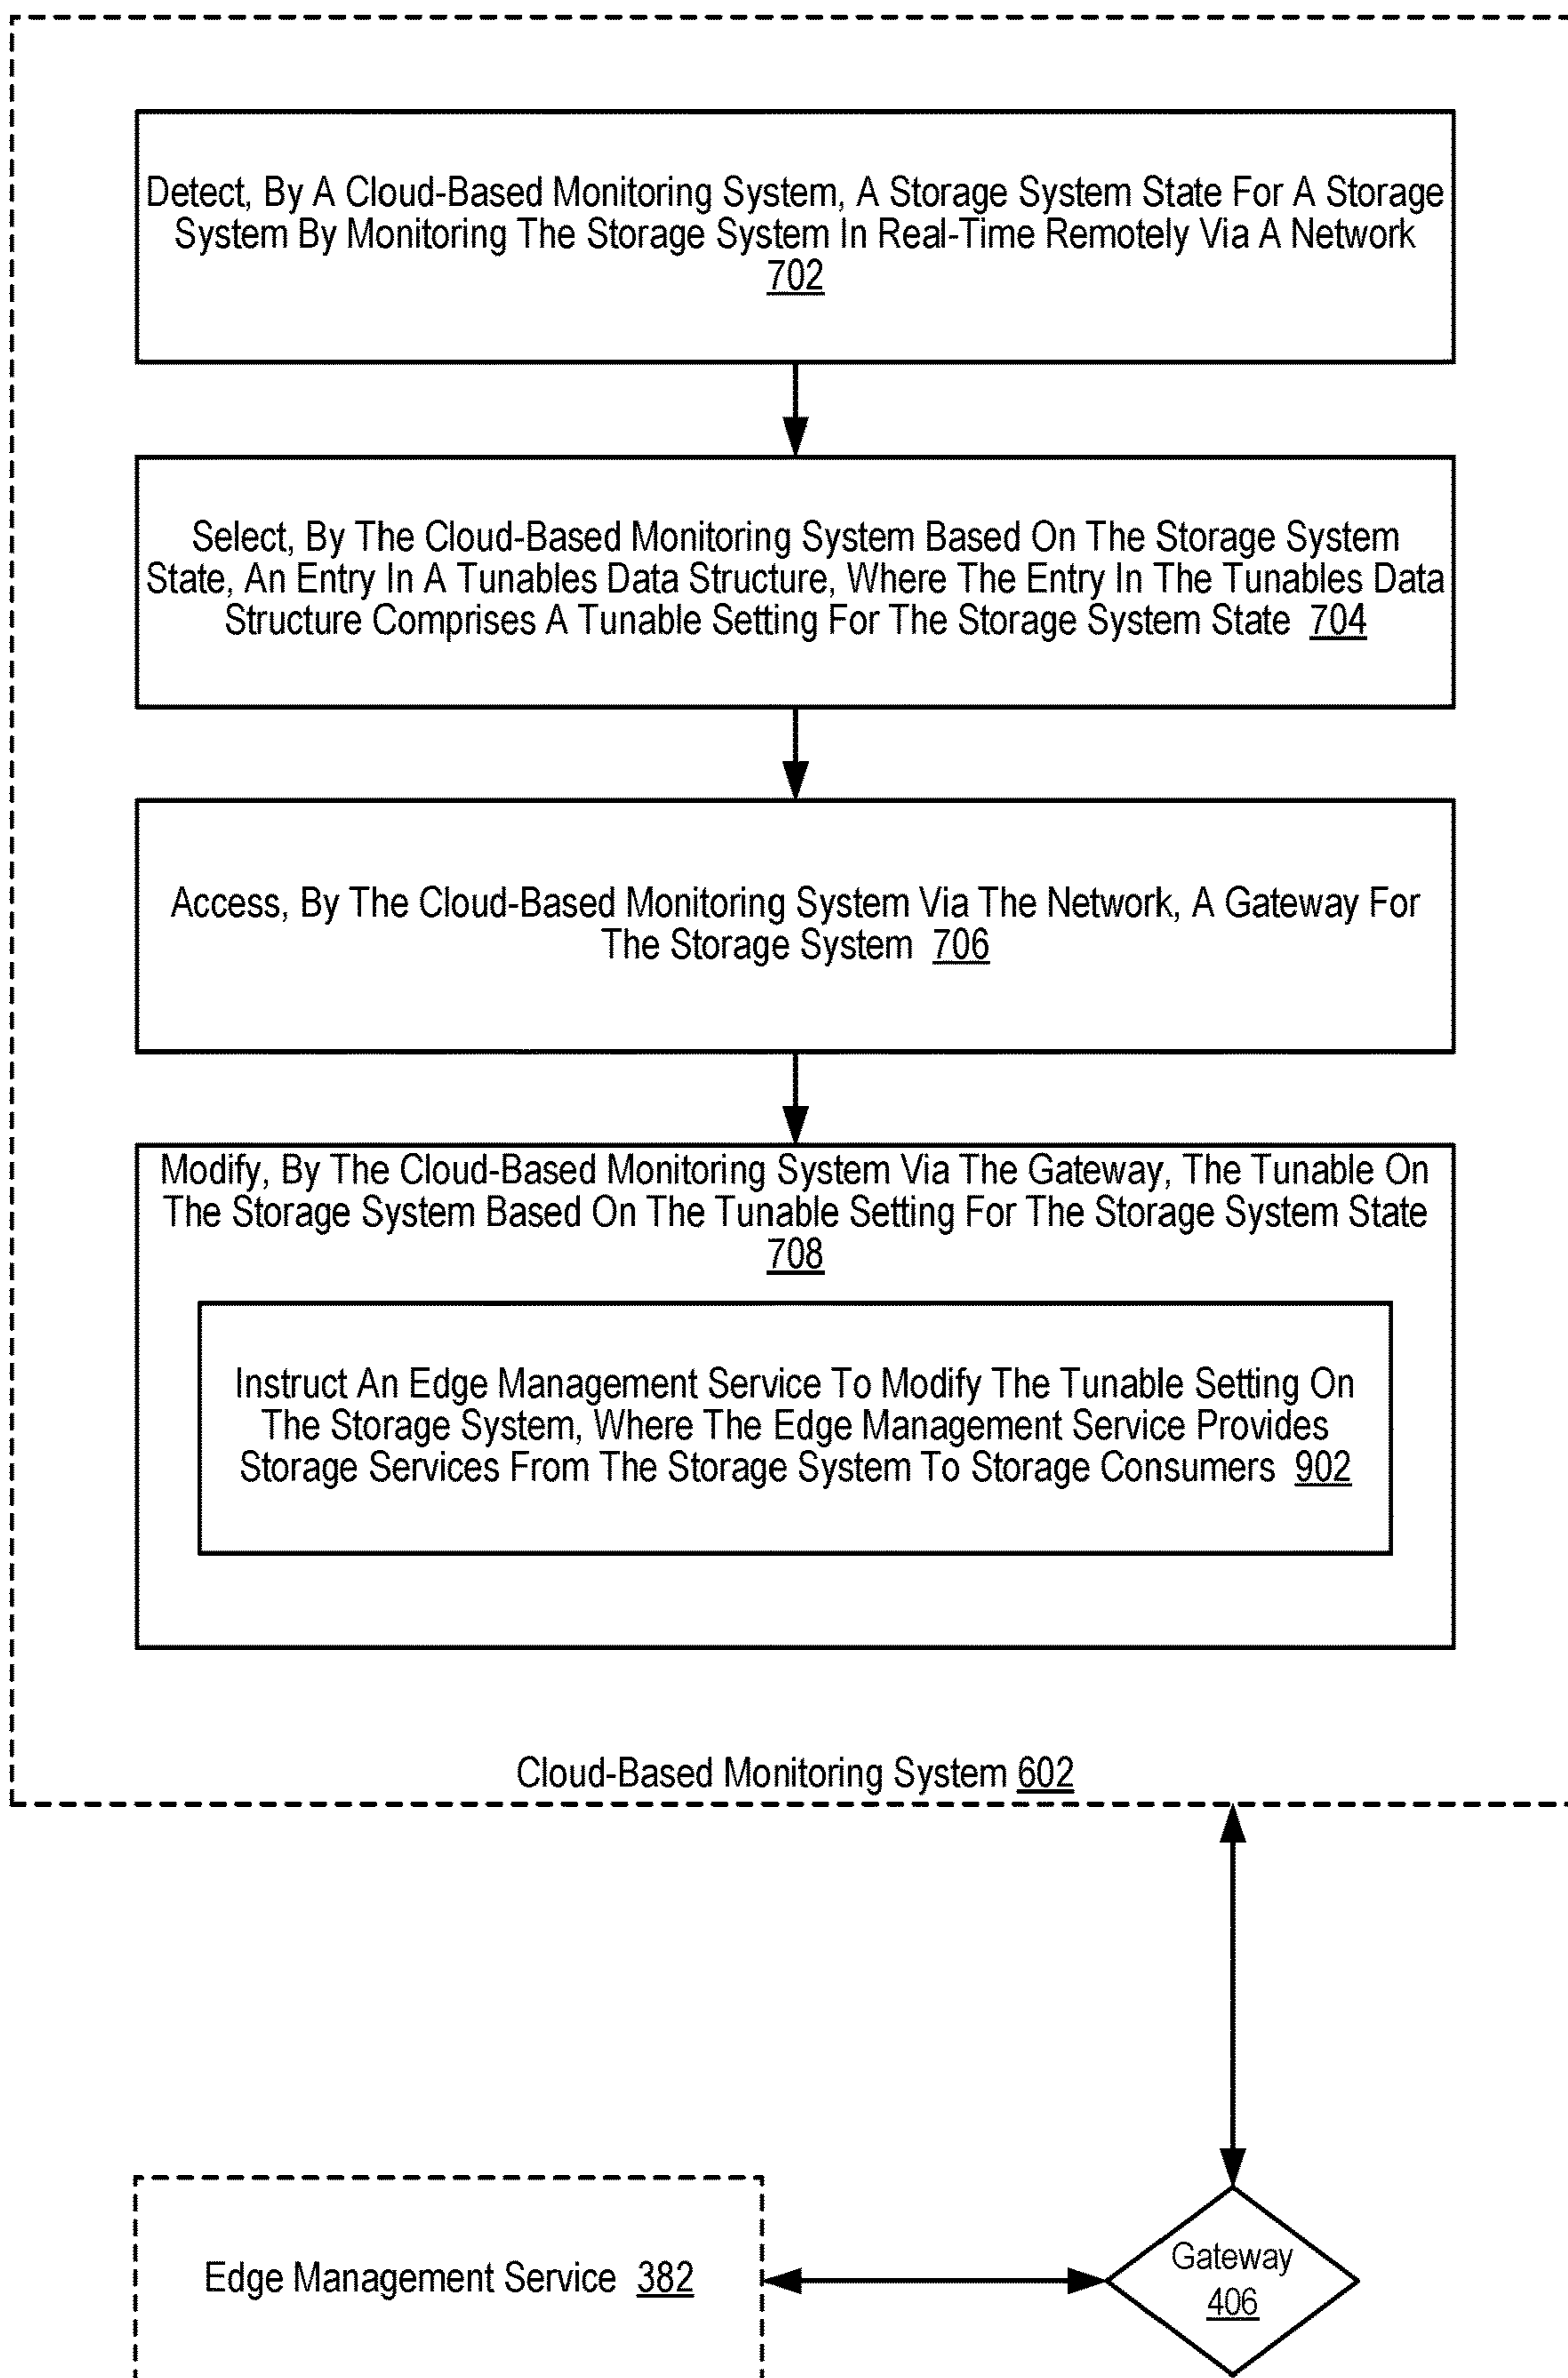 Detect, By A Cloud-Based Monitoring System, A Storage System State For A Storage
System By Monitoring The Storage System In Real-Time Remotely Via A Network
702
Select, By The Cloud-Based Monitoring System Based On The Storage System
State, An Entry In A Tunables Data Structure, Where The Entry In The Tunables Data
Structure Comprises A Tunable Setting For The Storage System State 704
Access, By The Cloud-Based Monitoring System Via The Network, A Gateway For
The Storage System 706
Modify, By The Cloud-Based Monitoring System Via The Gateway, The Tunable On
The Storage System Based On The Tunable Setting For The Storage System State
708
Instruct An Edge Management Service To Modify The Tunable Setting On
The Storage System, Where The Edge Management Service Provides
Storage Services From The Storage System To Storage Consumers 902
Cloud-Based Monitoring System 602
Edge Management Service 382
Gateway
406